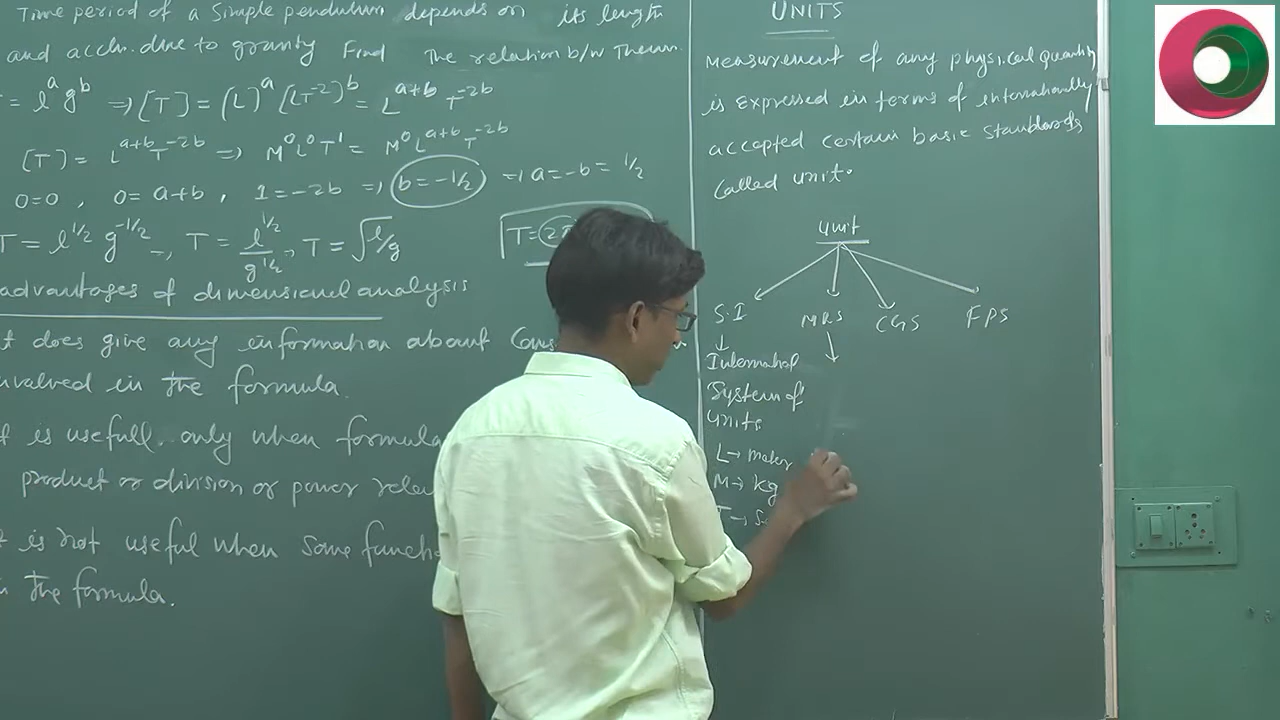 Time period of a Simple pendulum depends on its length
and accln. due to gravity Find the relation b/w Them.
= l^a g^b ⇒ [T] = (L)^a (LT^-2)^b = L^a+b T^-2b
[T] = L^a+b T^-2b ⇒ M^0 L^0 T^1 = M^0 L^a+b T^-2b
0=0, 0=a+b, 1=-2b ⇒ b=-1/2 ⇒ a=-b=1/2
T = l^1/2 g^-1/2 ⇒ T = l^1/2/g^1/2 ⇒ T = √l/g
T=2
advantages of dimensional analysis
t does give any information about Cons
nvolved in the formula.
t is usefull only when formula
product or division or power rela
is not useful when some functi
the formula.
UNITS
Measurement of any physical Quantity
is expressed in terms of internationally
accepted certain basic standards
called unit.
Unit
S.I MKS CGS FPS
↓
International
System of
Units
L→ meter
M→ kg
T→ S